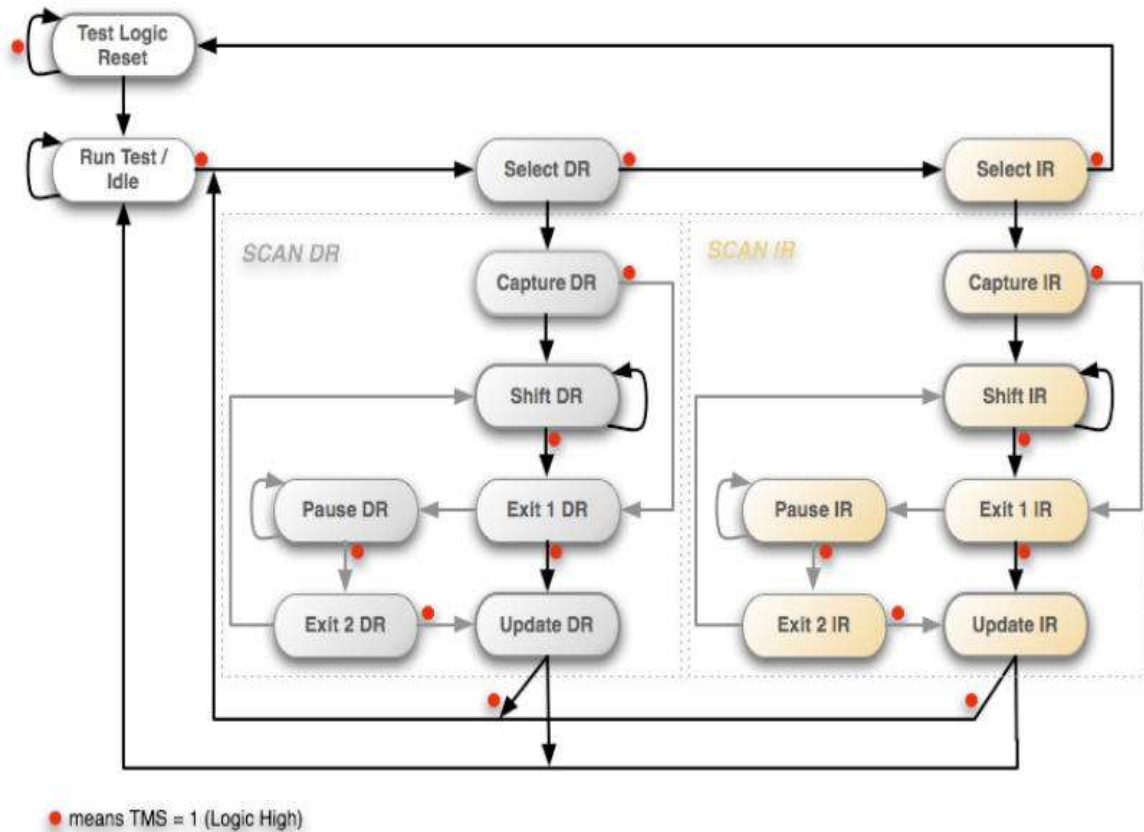 Test Logic
Reset
Run Test /
Idle
Select DR
Select IR
SCAN DR
SCAN IR
Capture DR
Capture IR
Shift DR
Shift IR
Pause DR
Exit 1 DR
Pause IR
Exit 1 IR
Exit 2 DR
Update DR
Exit 2 IR
Update IR
means TMS = 1 (Logic High)